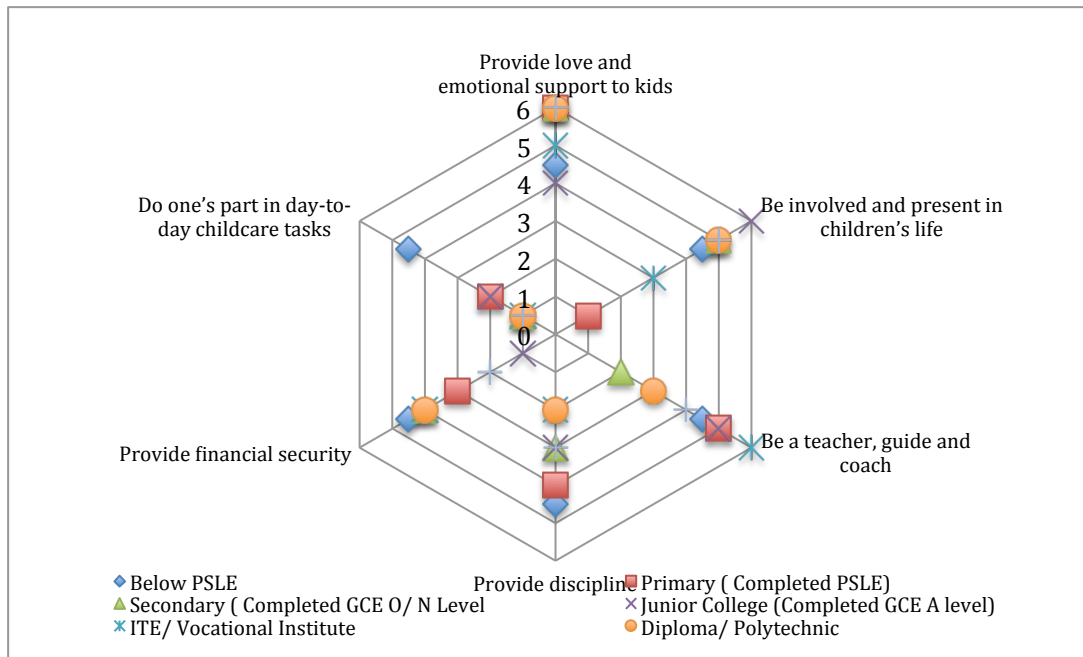 Provide love and
emotional support to kids
6
5
4
3
2
1
0
Do one's part in day-to-
day childcare tasks
Be involved and present in
children's life
Provide financial security
Be a teacher, guide and
coach
Provide discipline
Below PSLE
Primary ( Completed PSLE)
Secondary ( Completed GCE O/ N Level
Junior College (Completed GCE A level)
ITE/ Vocational Institute
Diploma/ Polytechnic